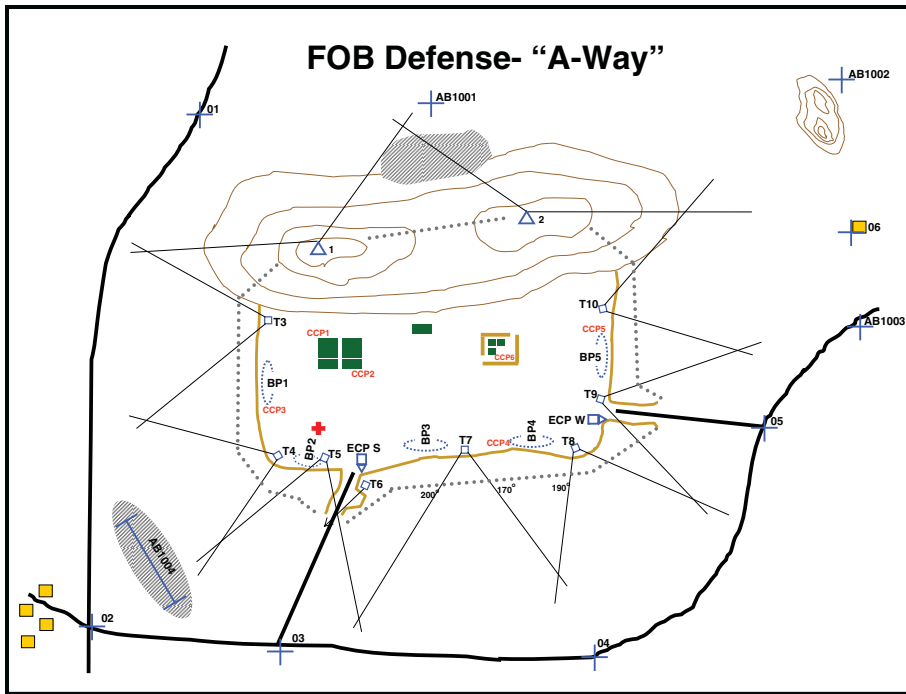 FOB Defense- “A-Way”
AB1002
AB1001
01
2
06
1
T10
T3
AB1003
CCP1
CCP5
CCP6
BP5
CCP2
BP1
T9
CCP3
ECP W
05
BP2
BP3
BP4
T4
T5
ECP S
T7
CCP4
T8
T6
200°
170°
190°
AB1004
02
03
04